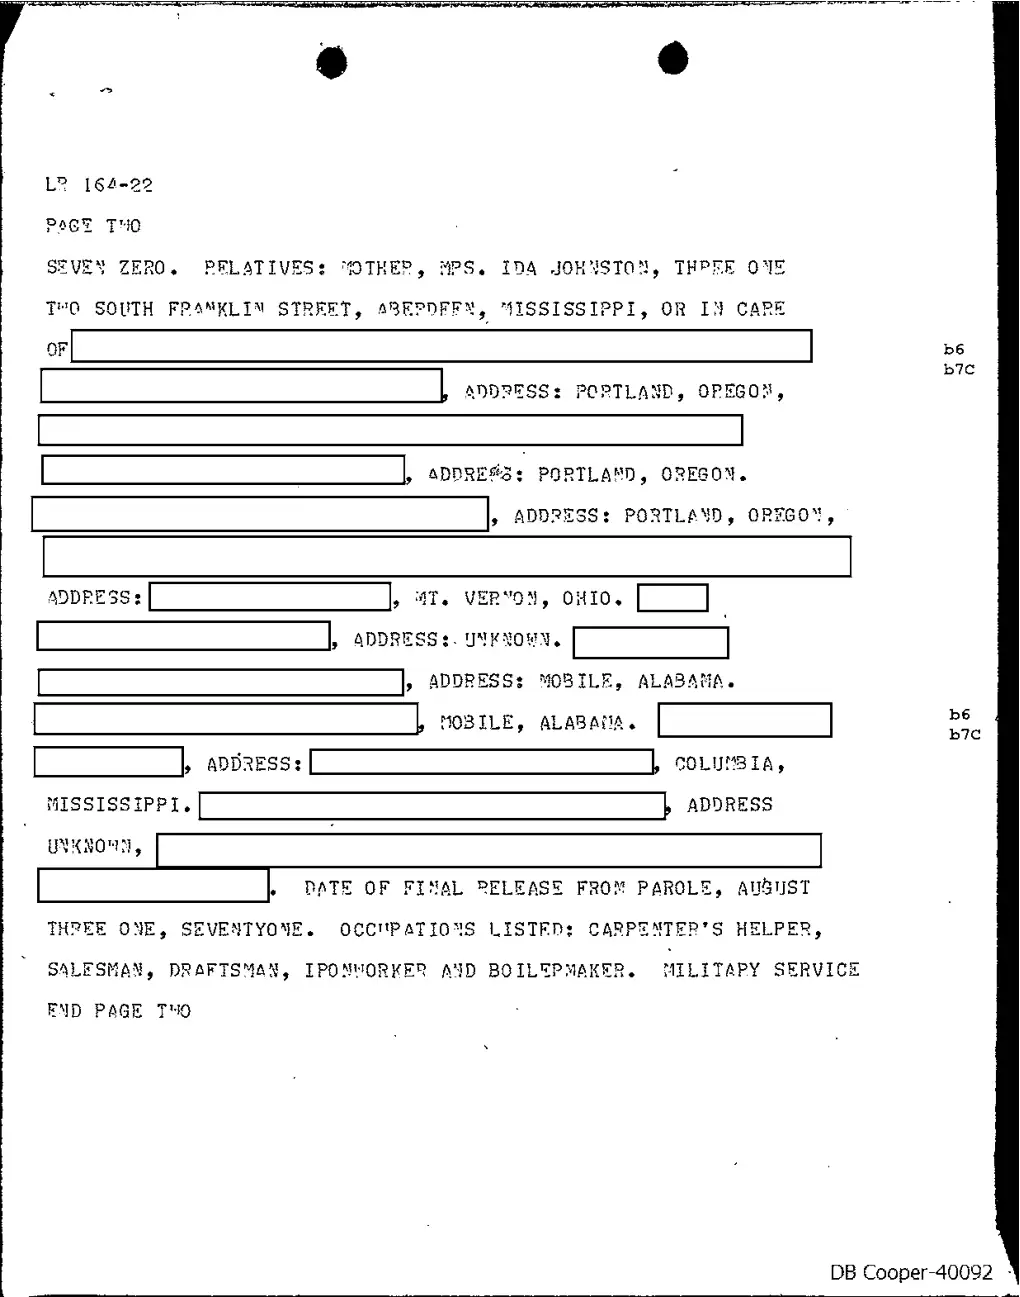 LR 164-22
PAGE TWO
SEVEN ZERO. RELATIVES: MOTHER, MRS. IDA JOHNSTON, THREE ONE
TWO SOUTH FRANKLIN STREET, ABERDEEN, MISSISSIPPI, OR IN CARE
OF
b6
b7C
, ADDRESS: PORTLAND, OREGON,
, ADDRESS: PORTLAND, OREGON.
, ADDRESS: PORTLAND, OREGON,
ADDRESS: , MT. VERNON, OHIO.
, ADDRESS: UNKNOWN.
, ADDRESS: MOBILE, ALABAMA.
, MOBILE, ALABAMA.
b6
b7C
, ADDRESS: , COLUMBIA,
MISSISSIPPI. , ADDRESS
UNKNOWN,
. DATE OF FINAL RELEASE FROM PAROLE, AUGUST
THREE ONE, SEVENTYONE. OCCUPATIONS LISTED: CARPENTER'S HELPER,
SALESMAN, DRAFTSMAN, IRONWORKER AND BOILERMAKER. MILITARY SERVICE
END PAGE TWO
DB Cooper-40092